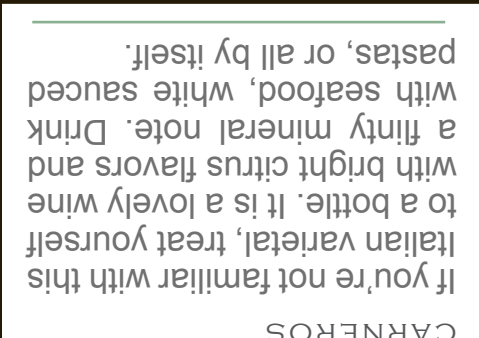 CARNEROS
If you're not familiar with this
Italian varietal, treat yourself
to a bottle. It is a lovely wine
with bright citrus flavors and
a flinty mineral note. Drink
with seafood, white sauced
pastas, or all by itself.